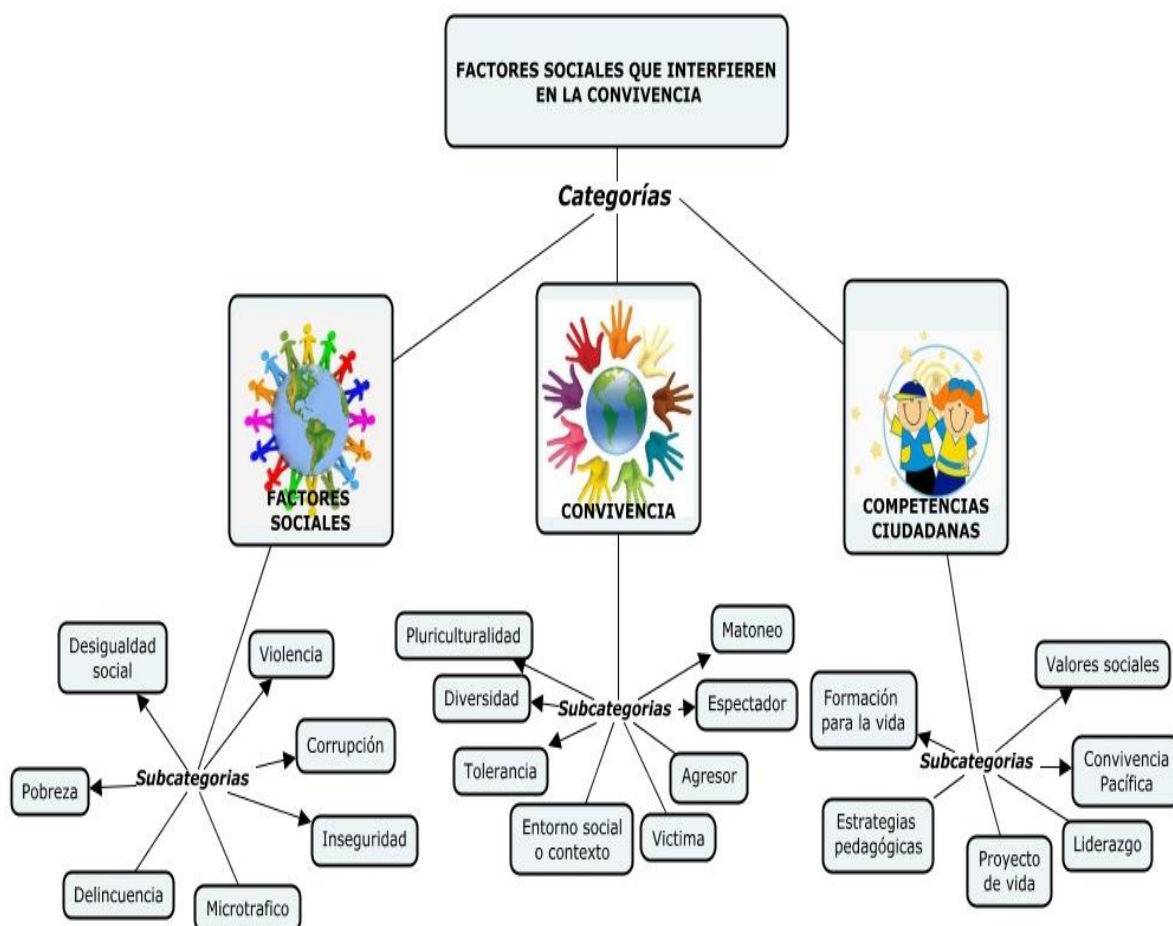 FACTORES SOCIALES QUE INTERFIEREN
EN LA CONVIVENCIA
Categorías
FACTORES
SOCIALES
CONVIVENCIA
COMPETENCIAS
CIUDADANAS
Desigualdad
social
Violencia
Corrupción
Subcategorias
Pobreza
Inseguridad
Delincuencia
Microtrafico
Pluriculturalidad
Matoneo
Diversidad
Subcategorias
Espectador
Tolerancia
Agresor
Entorno social
o contexto
Victima
Valores sociales
Formación
para la vida
Subcategorias
Convivencia
Pacífica
Estrategias
pedagógicas
Proyecto
de vida
Liderazgo